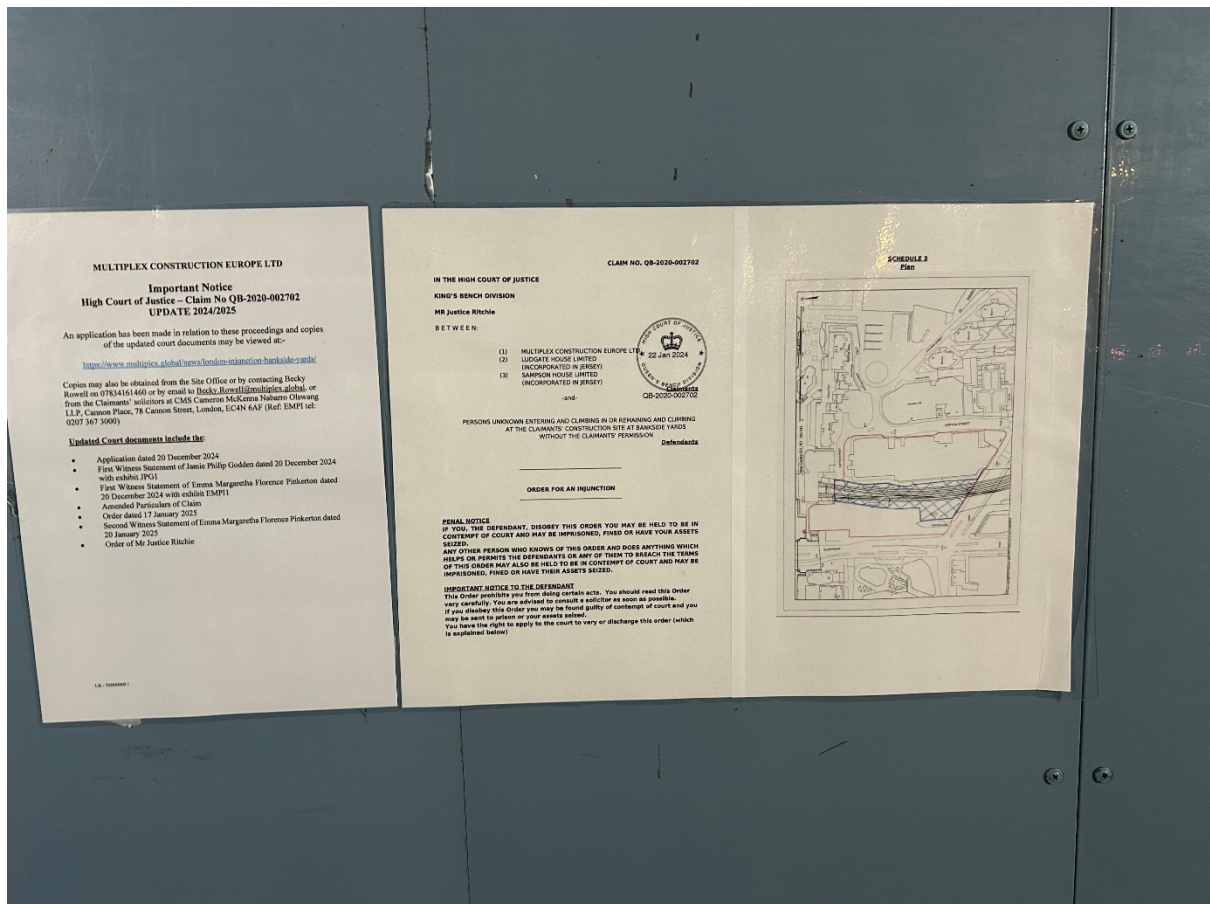 MULTIPLEX CONSTRUCTION EUROPE LTD
Important Notice
High Court of Justice – Claim No QB-2020-002702
UPDATE 2024/2025
An application has been made in relation to these proceedings and copies
of the updated court documents may be viewed at:-
https://www.multiplex.global/news/london-injunction-bankside-yards/
Copies may also be obtained from the Site Office or by contacting Becky
Rowell on 07834161460 or by email to Becky.Rowell@multiplex.global, or
from the Claimants' solicitors at CMS Cameron McKenna Nabarro Olswang
LLP, Cannon Place, 78 Cannon Street, London, EC4N 6AF (Ref: EMPI tel:
0207 367 3000)
Updated Court documents include the:
• Application dated 20 December 2024
• First Witness Statement of Jamie Philip Godden dated 20 December 2024
with exhibit JPG1
• First Witness Statement of Emma Margaretha Florence Pinkerton dated
20 December 2024 with exhibit EMPI1
• Amended Particulars of Claim
• Order dated 17 January 2025
• Second Witness Statement of Emma Margaretha Florence Pinkerton dated
20 January 2025
• Order of Mr Justice Ritchie
CLAIM NO. QB-2020-002702
IN THE HIGH COURT OF JUSTICE
KING'S BENCH DIVISION
MR Justice Ritchie
BETWEEN:
HIGH COURT OF JUSTICE
22 Jan 2024
QUEEN'S BENCH DIVISION
QB-2020-002702
(1) MULTIPLEX CONSTRUCTION EUROPE LTD
(2) LUDGATE HOUSE LIMITED
(INCORPORATED IN JERSEY)
(3) SAMPSON HOUSE LIMITED
(INCORPORATED IN JERSEY)
Claimants
-and-
PERSONS UNKNOWN ENTERING AND CLIMBING IN OR REMAINING AND CLIMBING
AT THE CLAIMANTS' CONSTRUCTION SITE AT BANKSIDE YARDS
WITHOUT THE CLAIMANTS' PERMISSION
Defendants
ORDER FOR AN INJUNCTION
PENAL NOTICE
IF YOU, THE DEFENDANT, DISOBEY THIS ORDER YOU MAY BE HELD TO BE IN
CONTEMPT OF COURT AND MAY BE IMPRISONED, FINED OR HAVE YOUR ASSETS
SEIZED.
ANY OTHER PERSON WHO KNOWS OF THIS ORDER AND DOES ANYTHING WHICH
HELPS OR PERMITS THE DEFENDANTS OR ANY OF THEM TO BREACH THE TERMS
OF THIS ORDER MAY ALSO BE HELD TO BE IN CONTEMPT OF COURT AND MAY BE
IMPRISONED, FINED OR HAVE THEIR ASSETS SEIZED.
IMPORTANT NOTICE TO THE DEFENDANT
This Order prohibits you from doing certain acts. You should read this Order
very carefully. You are advised to consult a solicitor as soon as possible.
If you disobey this Order you may be found guilty of contempt of court and you
may be sent to prison or your assets seized.
You have the right to apply to the court to vary or discharge this order (which
is explained below)
SCHEDULE 3
Plan
HOPTON STREET